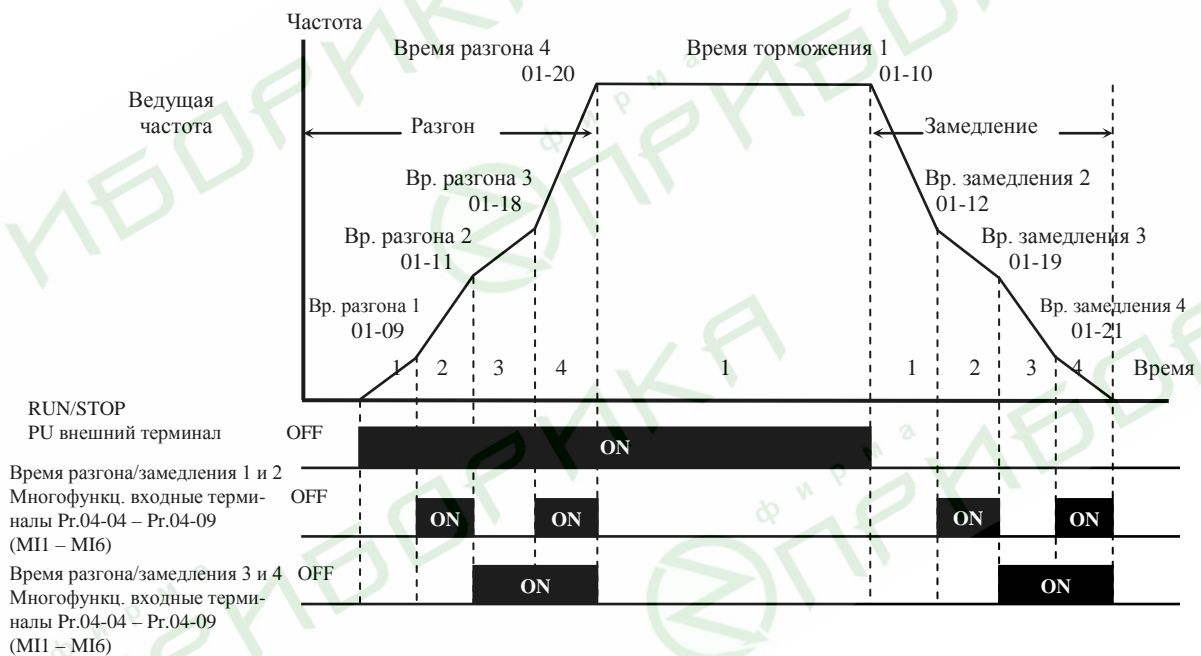 Частота
Время разгона 4
01-20
Время торможения 1
01-10
Ведущая
частота
Разгон
Замедление
Вр. разгона 3
01-18
Вр. замедления 2
01-12
Вр. разгона 2
01-11
Вр. замедления 3
01-19
Вр. разгона 1
01-09
Вр. замедления 4
01-21
1 2 3 4 1 1 2 3 4 Время
RUN/STOP
PU внешний терминал OFF
ON
Время разгона/замедления 1 и 2
Многофункц. входные терми- OFF
налы Pr.04-04 – Pr.04-09
(MI1 – MI6)
ON ON ON ON
Время разгона/замедления 3 и 4 OFF
Многофункц. входные терми-
налы Pr.04-04 – Pr.04-09
(MI1 – MI6)
ON ON
фирма
ПРИБОРИКА